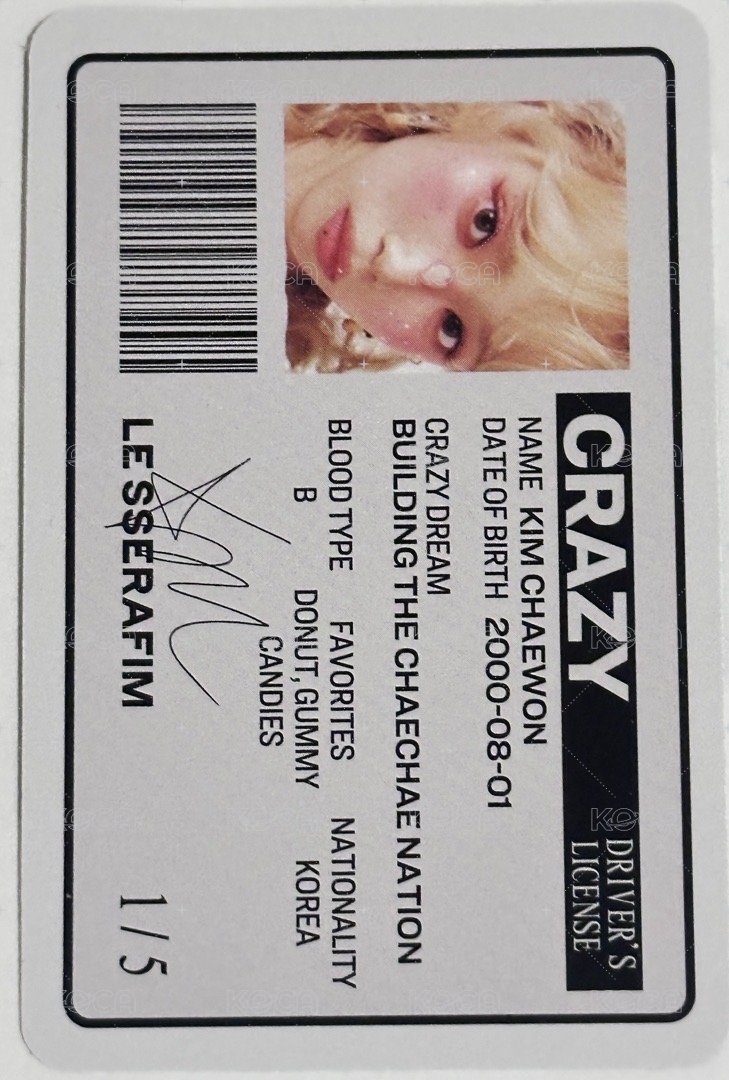 CRAZY
DRIVER'S
LICENSE
NAME KIM CHAEWON
DATE OF BIRTH 2000-08-01
CRAZY DREAM
BUILDING THE CHAECHAE NATION
BLOOD TYPE FAVORITES NATIONALITY
B DONUT, GUMMY KOREA
CANDIES
LE SSERAFIM
1/5
KOCA